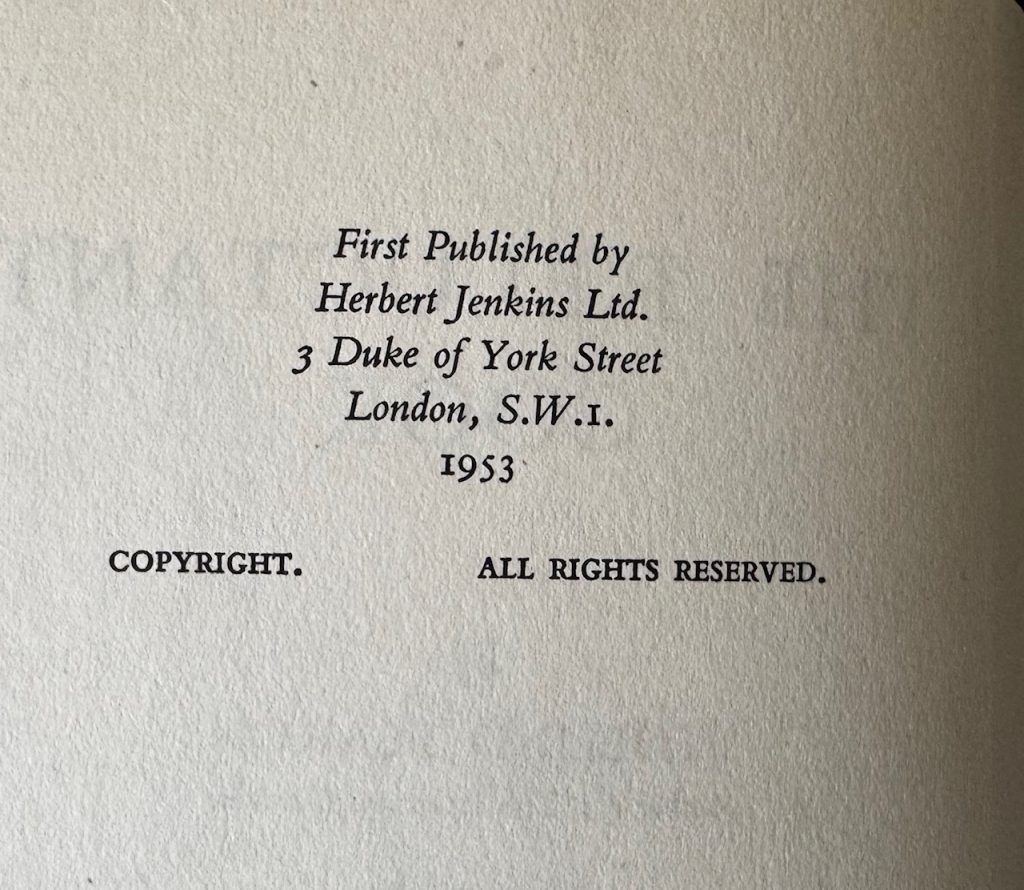 First Published by
Herbert Jenkins Ltd.
3 Duke of York Street
London, S.W.1.
1953
COPYRIGHT. ALL RIGHTS RESERVED.